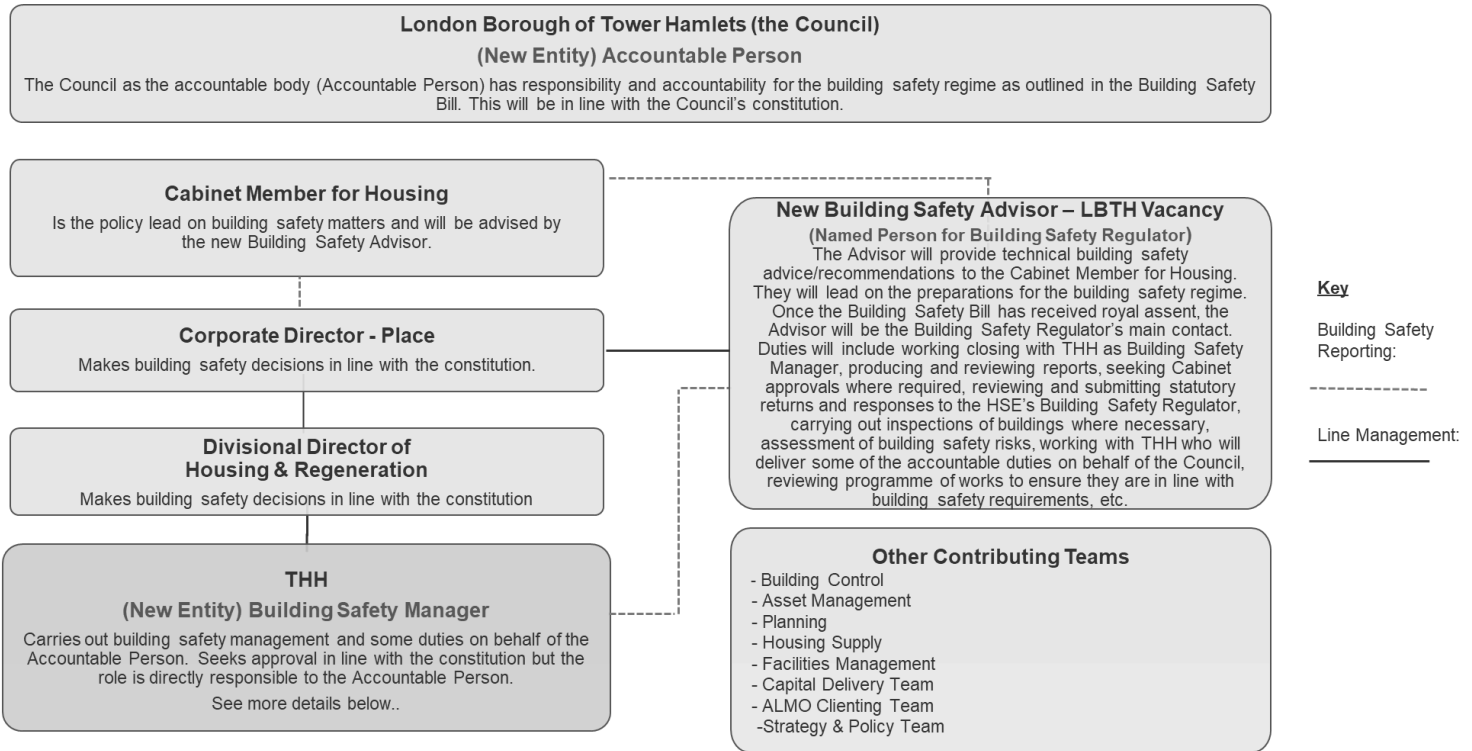 London Borough of Tower Hamlets (the Council)
(New Entity) Accountable Person
The Council as the accountable body (Accountable Person) has responsibility and accountability for the building safety regime as outlined in the Building Safety
Bill. This will be in line with the Council's constitution.
Cabinet Member for Housing
Is the policy lead on building safety matters and will be advised by
the new Building Safety Advisor.
Corporate Director - Place
Makes building safety decisions in line with the constitution.
Divisional Director of
Housing & Regeneration
Makes building safety decisions in line with the constitution
THH
(New Entity) Building Safety Manager
Carries out building safety management and some duties on behalf of the
Accountable Person. Seeks approval in line with the constitution but the
role is directly responsible to the Accountable Person.
See more details below..
New Building Safety Advisor – LBTH Vacancy
(Named Person for Building Safety Regulator)
The Advisor will provide technical building safety
advice/recommendations to the Cabinet Member for Housing.
They will lead on the preparations for the building safety regime.
Once the Building Safety Bill has received royal assent, the
Advisor will be the Building Safety Regulator's main contact.
Duties will include working closing with THH as Building Safety
Manager, producing and reviewing reports, seeking Cabinet
approvals where required, reviewing and submitting statutory
returns and responses to the HSE's Building Safety Regulator,
carrying out inspections of buildings where necessary,
assessment of building safety risks, working with THH who will
deliver some of the accountable duties on behalf of the Council,
reviewing programme of works to ensure they are in line with
building safety requirements, etc.
Other Contributing Teams
- Building Control
- Asset Management
- Planning
- Housing Supply
- Facilities Management
- Capital Delivery Team
- ALMO Clienting Team
-Strategy & Policy Team
Key
Building Safety
Reporting:
Line Management: